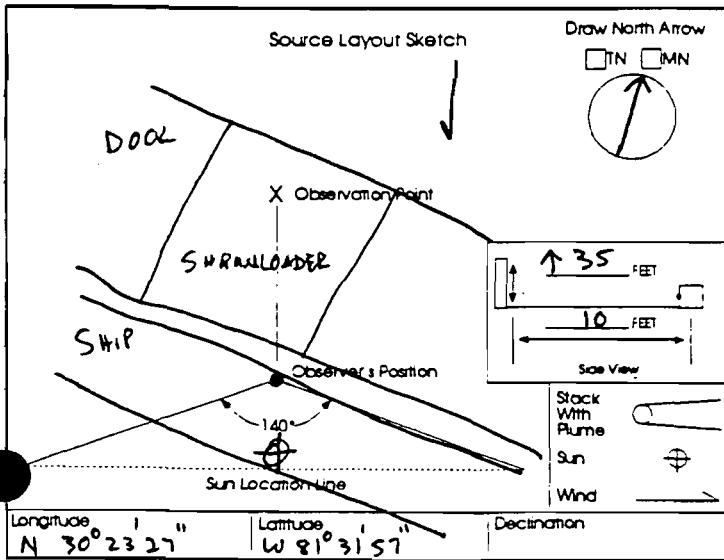 Source Layout Sketch
Draw North Arrow
TN MN
DOCK
X Observation Point
SHIPUNLOADER
↑ 35 FEET
10 FEET
Side View
SHIP
Observer s Position
140°
Sun Location Line
Stack
With
Plume
Sun
Wind
Longitude
N 30° 23' 27"
Latitude
W 81° 31' 57"
Declination